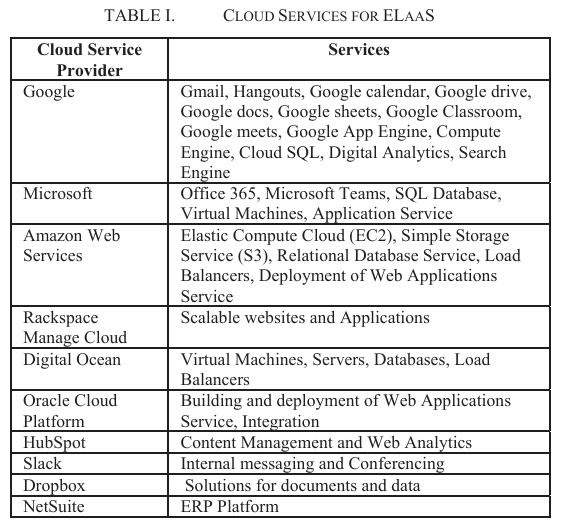 TABLE I. CLOUD SERVICES FOR ELAAS
Cloud Service
Provider
Services
Google
Gmail, Hangouts, Google calendar, Google drive,
Google docs, Google sheets, Google Classroom,
Google meets, Google App Engine, Compute
Engine, Cloud SQL, Digital Analytics, Search
Engine
Microsoft
Office 365, Microsoft Teams, SQL Database,
Virtual Machines, Application Service
Amazon Web
Services
Elastic Compute Cloud (EC2), Simple Storage
Service (S3), Relational Database Service, Load
Balancers, Deployment of Web Applications
Service
Rackspace
Manage Cloud
Scalable websites and Applications
Digital Ocean
Virtual Machines, Servers, Databases, Load
Balancers
Oracle Cloud
Platform
Building and deployment of Web Applications
Service, Integration
HubSpot
Content Management and Web Analytics
Slack
Internal messaging and Conferencing
Dropbox
Solutions for documents and data
NetSuite
ERP Platform